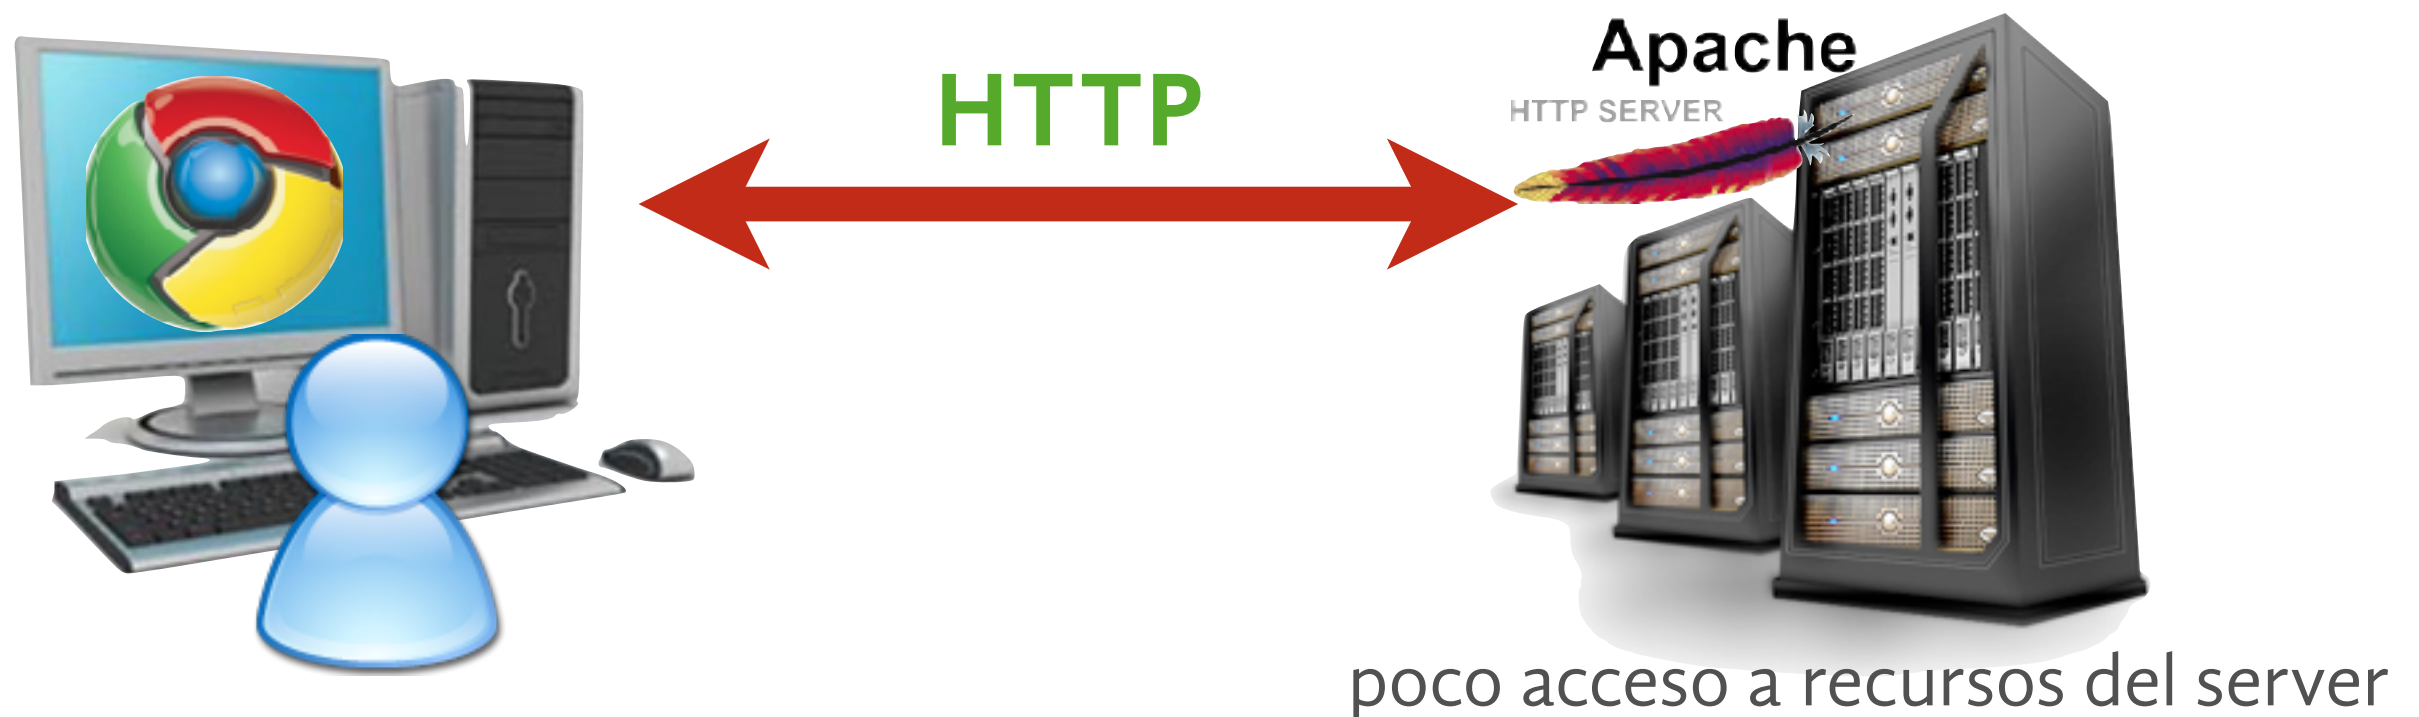 HTTP
Apache
HTTP SERVER
poco acceso a recursos del server